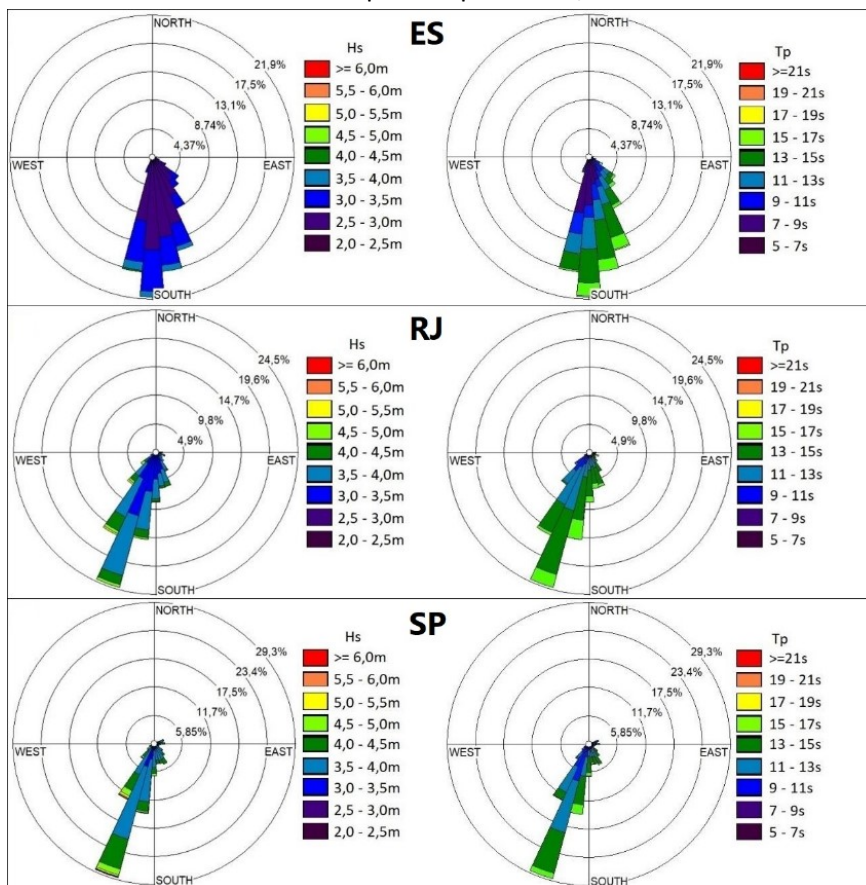 ES
NORTH
21,9%
17,5%
13,1%
8,74%
4,37%
WEST
EAST
SOUTH
Hs
>= 6,0m
5,5 - 6,0m
5,0 - 5,5m
4,5 - 5,0m
4,0 - 4,5m
3,5 - 4,0m
3,0 - 3,5m
2,5 - 3,0m
2,0 - 2,5m
NORTH
21,9%
17,5%
13,1%
8,74%
4,37%
WEST
EAST
SOUTH
Tp
>=21s
19 - 21s
17 - 19s
15 - 17s
13 - 15s
11 - 13s
9 - 11s
7 - 9s
5 - 7s
RJ
NORTH
24,5%
19,6%
14,7%
9,8%
4,9%
WEST
EAST
SOUTH
Hs
>= 6,0m
5,5 - 6,0m
5,0 - 5,5m
4,5 - 5,0m
4,0 - 4,5m
3,5 - 4,0m
3,0 - 3,5m
2,5 - 3,0m
2,0 - 2,5m
NORTH
24,5%
19,6%
14,7%
9,8%
4,9%
WEST
EAST
SOUTH
Tp
>=21s
19 - 21s
17 - 19s
15 - 17s
13 - 15s
11 - 13s
9 - 11s
7 - 9s
5 - 7s
SP
NORTH
29,3%
23,4%
17,5%
11,7%
5,85%
WEST
EAST
SOUTH
Hs
>= 6,0m
5,5 - 6,0m
5,0 - 5,5m
4,5 - 5,0m
4,0 - 4,5m
3,5 - 4,0m
3,0 - 3,5m
2,5 - 3,0m
2,0 - 2,5m
NORTH
29,3%
23,4%
17,5%
11,7%
5,85%
WEST
EAST
SOUTH
Tp
>=21s
19 - 21s
17 - 19s
15 - 17s
13 - 15s
11 - 13s
9 - 11s
7 - 9s
5 - 7s